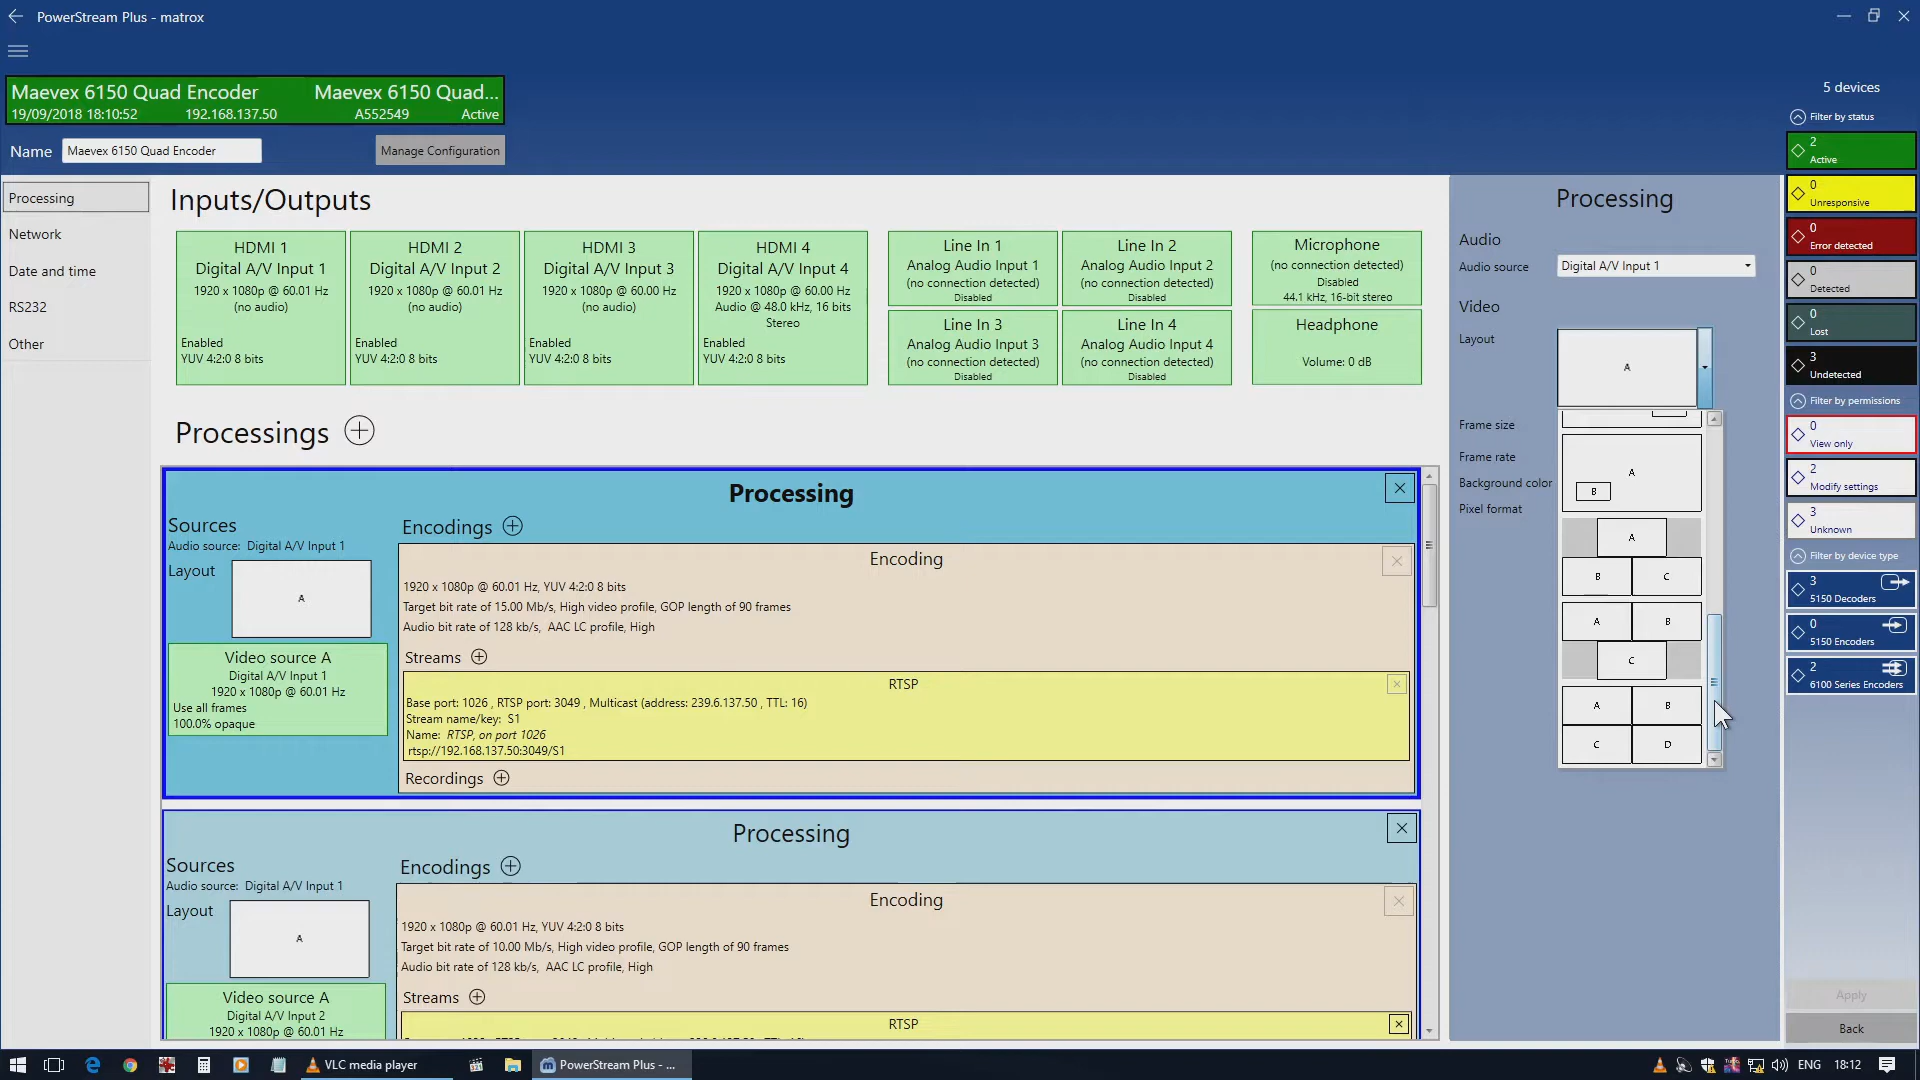 PowerStream Plus - matrox
Maevex 6150 Quad Encoder
Maevex 6150 Quad...
19/09/2018 18:10:52
192.168.137.50
A552549
Active
Name
Maevex 6150 Quad Encoder
Manage Configuration
Processing
Network
Date and time
RS232
Other
Inputs/Outputs
HDMI 1
Digital A/V Input 1
1920 x 1080p @ 60.01 Hz
(no audio)
Enabled
YUV 4:2:0 8 bits
HDMI 2
Digital A/V Input 2
1920 x 1080p @ 60.01 Hz
(no audio)
Enabled
YUV 4:2:0 8 bits
HDMI 3
Digital A/V Input 3
1920 x 1080p @ 60.00 Hz
(no audio)
Enabled
YUV 4:2:0 8 bits
HDMI 4
Digital A/V Input 4
1920 x 1080p @ 60.00 Hz
Audio @ 48.0 kHz, 16 bits
Stereo
Enabled
YUV 4:2:0 8 bits
Line In 1
Analog Audio Input 1
(no connection detected)
Disabled
Line In 2
Analog Audio Input 2
(no connection detected)
Disabled
Line In 3
Analog Audio Input 3
(no connection detected)
Disabled
Line In 4
Analog Audio Input 4
(no connection detected)
Disabled
Microphone
(no connection detected)
Disabled
44.1 kHz, 16-bit stereo
Headphone
Volume: 0 dB
Processings
Processing
Sources
Audio source: Digital A/V Input 1
Layout
A
Video source A
Digital A/V Input 1
1920 x 1080p @ 60.01 Hz
Use all frames
100.0% opaque
Encodings
Encoding
1920 x 1080p @ 60.01 Hz, YUV 4:2:0 8 bits
Target bit rate of 15.00 Mb/s, High video profile, GOP length of 90 frames
Audio bit rate of 128 kb/s, AAC LC profile, High
Streams
RTSP
Base port: 1026 , RTSP port: 3049 , Multicast (address: 239.6.137.50 , TTL: 16)
Stream name/key: S1
Name: RTSP, on port 1026
rtsp://192.168.137.50:3049/S1
Recordings
Processing
Sources
Audio source: Digital A/V Input 1
Layout
A
Video source A
Digital A/V Input 2
1920 x 1080p @ 60.01 Hz
Encodings
Encoding
1920 x 1080p @ 60.01 Hz, YUV 4:2:0 8 bits
Target bit rate of 10.00 Mb/s, High video profile, GOP length of 90 frames
Audio bit rate of 128 kb/s, AAC LC profile, High
Streams
RTSP
Processing
Audio
Audio source
Digital A/V Input 1
Video
Layout
A
Frame size
Frame rate
Background color
Pixel format
A
B
A
B C
A B
C
A B
C D
5 devices
Filter by status
2
Active
0
Unresponsive
0
Error detected
0
Detected
0
Lost
3
Undetected
Filter by permissions
0
View only
2
Modify settings
3
Unknown
Filter by device type
3
5150 Decoders
0
5150 Encoders
2
6100 Series Encoders
Apply
Back
VLC media player
PowerStream Plus - ...
ENG
18:12